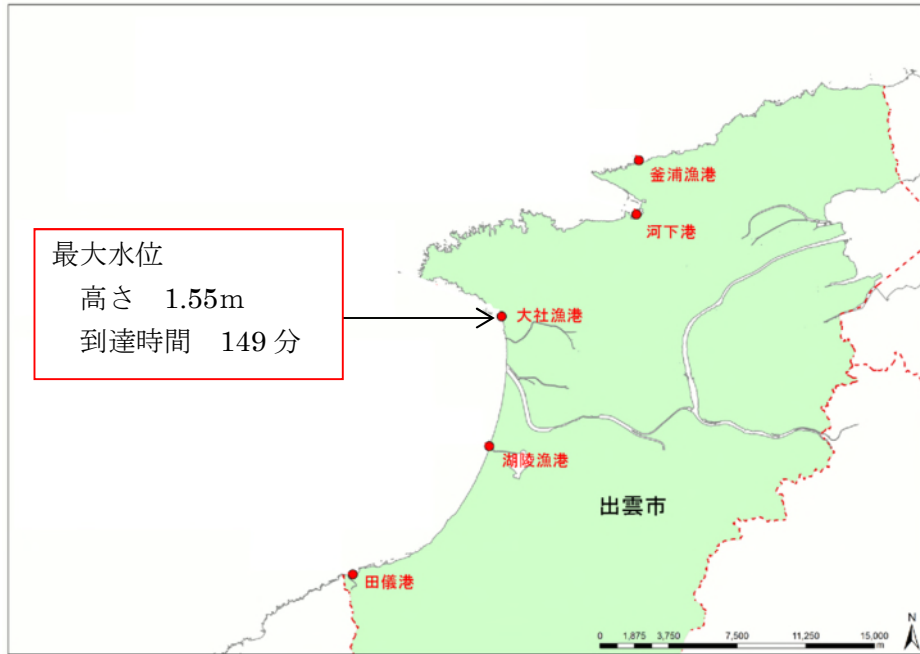 釜浦漁港
河下港
最大水位
高さ 1.55m
到達時間 149分
大社漁港
湖陵漁港
出雲市
田儀港
N
0 1,875 3,750 7,500 11,250 15,000
m